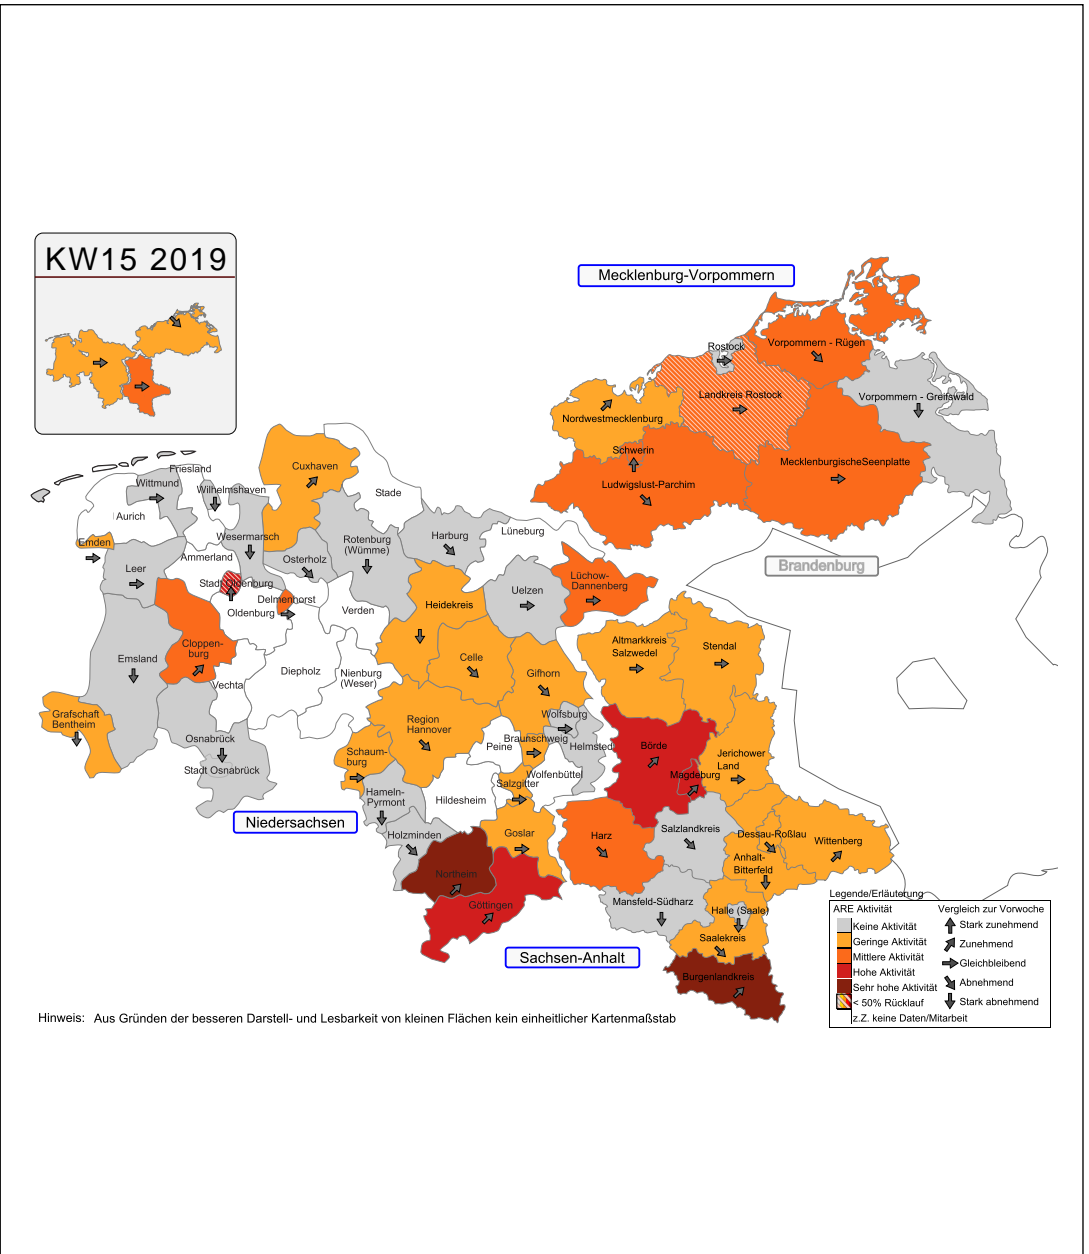 KW15 2019
Mecklenburg-Vorpommern
Rostock
Vorpommern - Rügen
Landkreis Rostock
Vorpommern - Greifswald
Nordwestmecklenburg
Schwerin
MecklenburgischeSeenplatte
Ludwigslust-Parchim
Brandenburg
Cuxhaven
Friesland
Wittmund
Wilhelmshaven
Stade
Aurich
Lüneburg
Wesermarsch
Harburg
Emden
Rotenburg
(Wümme)
Ammerland
Osterholz
Leer
Stadt Oldenburg
Lüchow-
Dannenberg
Uelzen
Delmenhorst
Heidekreis
Oldenburg
Verden
Cloppen-
burg
Altmarkkreis
Salzwedel
Stendal
Emsland
Celle
Diepholz
Nienburg
(Weser)
Gifhorn
Vechta
Grafschaft
Bentheim
Region
Hannover
Wolfsburg
Osnabrück
Braunschweig
Peine
Helmsted
Börde
Jerichower
Land
Schaum-
burg
Stadt Osnabrück
Wolfenbüttel
Magdeburg
Salzgitter
Hameln-
Pyrmont
Hildesheim
Niedersachsen
Holzminden
Goslar
Harz
Salzlandkreis
Dessau-Roßlau
Wittenberg
Anhalt-
Bitterfeld
Northeim
Göttingen
Mansfeld-Südharz
Halle (Saale)
Saalekreis
Sachsen-Anhalt
Burgenlandkreis
Legende/Erläuterung
ARE Aktivität
Vergleich zur Vorwoche
Keine Aktivität
Stark zunehmend
Geringe Aktivität
Zunehmend
Mittlere Aktivität
Gleichbleibend
Hohe Aktivität
Abnehmend
Sehr hohe Aktivität
Stark abnehmend
< 50% Rücklauf
z.Z. keine Daten/Mitarbeit
Hinweis: Aus Gründen der besseren Darstell- und Lesbarkeit von kleinen Flächen kein einheitlicher Kartenmaßstab